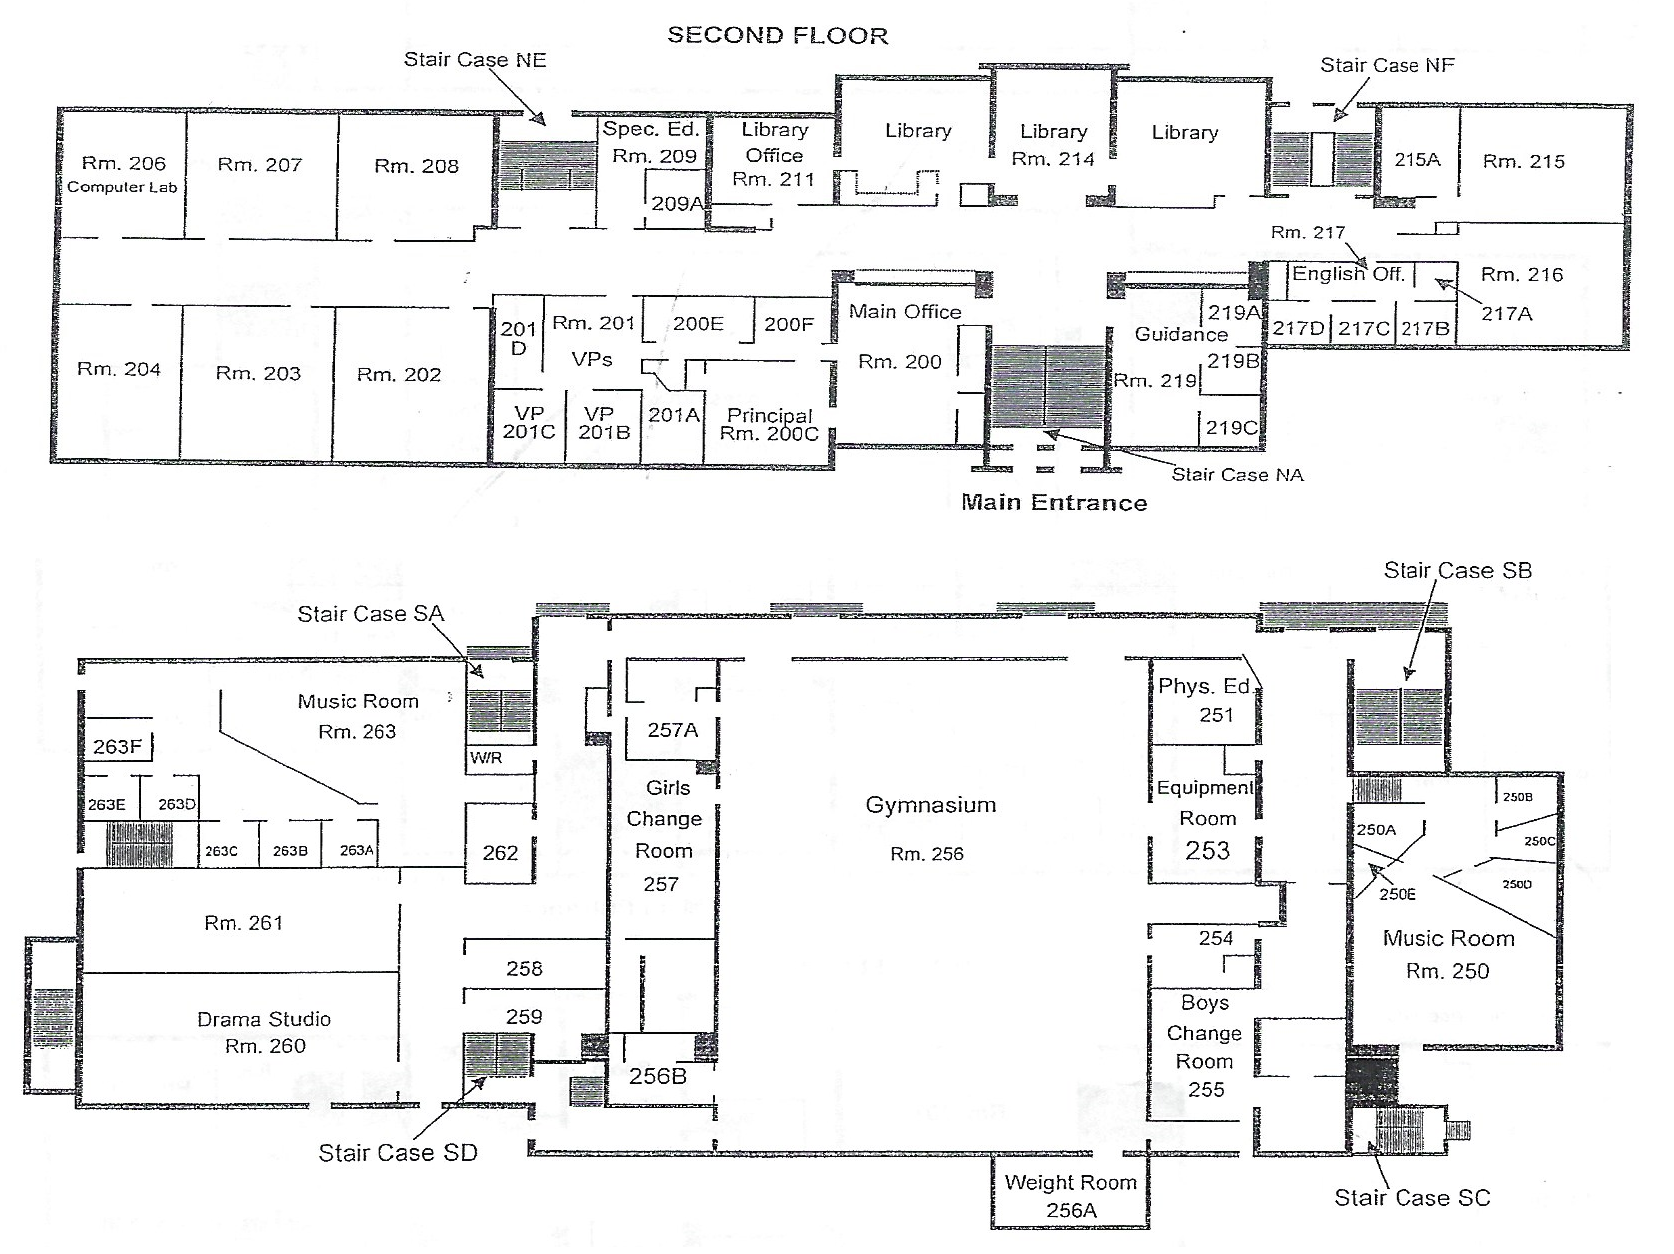 SECOND FLOOR
Stair Case NE
Stair Case NF
Rm. 206
Computer Lab
Rm. 207
Rm. 208
Spec. Ed.
Rm. 209
209A
Library
Office
Rm. 211
Library
Library
Rm. 214
Library
215A
Rm. 215
Rm. 217
English Off.
Rm. 216
217A
217D
217C
217B
Rm. 204
Rm. 203
Rm. 202
201
D
Rm. 201
VPs
200E
200F
VP
201C
VP
201B
201A
Principal
Rm. 200C
Main Office
Rm. 200
219A
Guidance
219B
Rm. 219
219C
Stair Case NA
Main Entrance
Stair Case SB
Stair Case SA
Music Room
Rm. 263
263F
263E
263D
263C
263B
263A
W/R
262
257A
Girls
Change
Room
257
Gymnasium
Rm. 256
Phys. Ed.
251
Equipment
Room
253
250B
250A
250C
250E
250D
Music Room
Rm. 250
254
Boys
Change
Room
255
Rm. 261
258
259
Drama Studio
Rm. 260
256B
Stair Case SD
Weight Room
256A
Stair Case SC